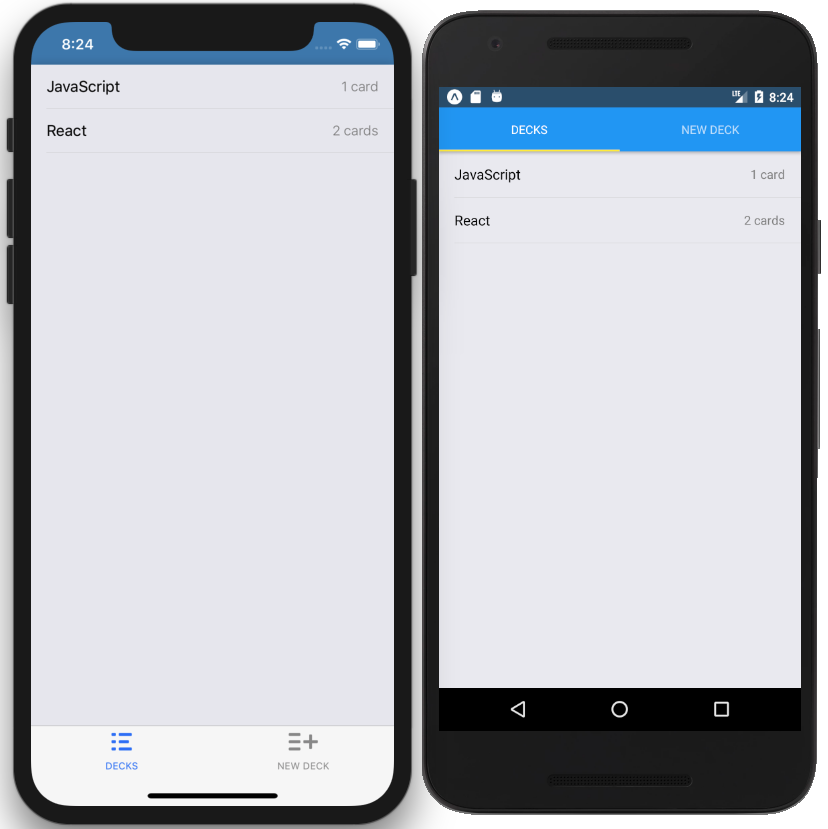 8:24
JavaScript 1 card
React 2 cards
DECKS NEW DECK
LTE 8:24
DECKS NEW DECK
JavaScript 1 card
React 2 cards